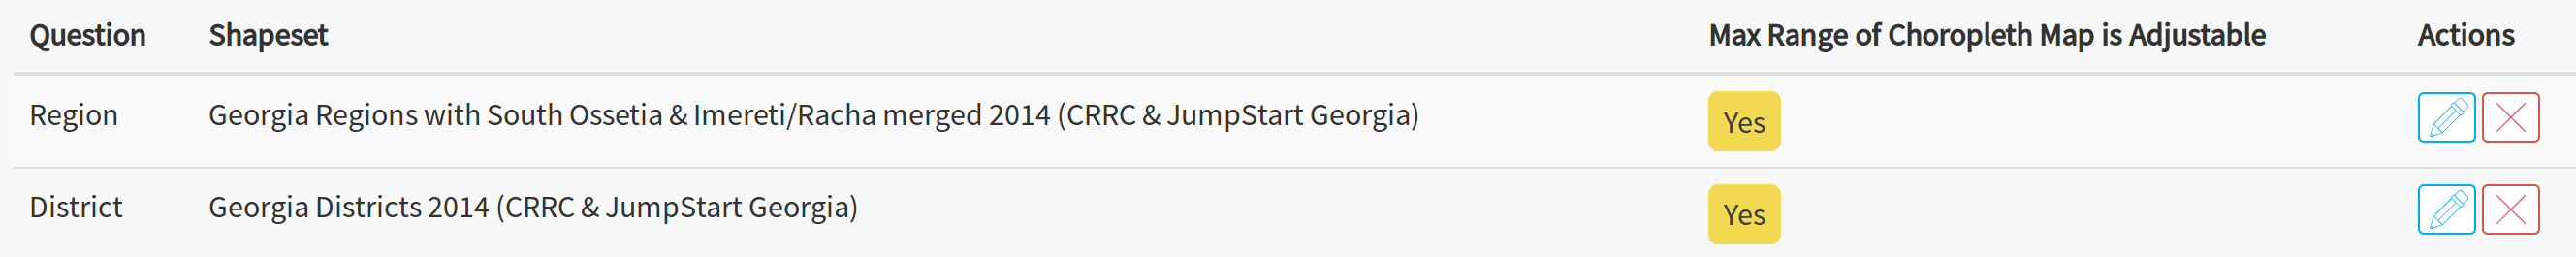 Question Shapeset Max Range of Choropleth Map is Adjustable Actions
Region Georgia Regions with South Ossetia & Imereti/Racha merged 2014 (CRRC & JumpStart Georgia) Yes
District Georgia Districts 2014 (CRRC & JumpStart Georgia) Yes